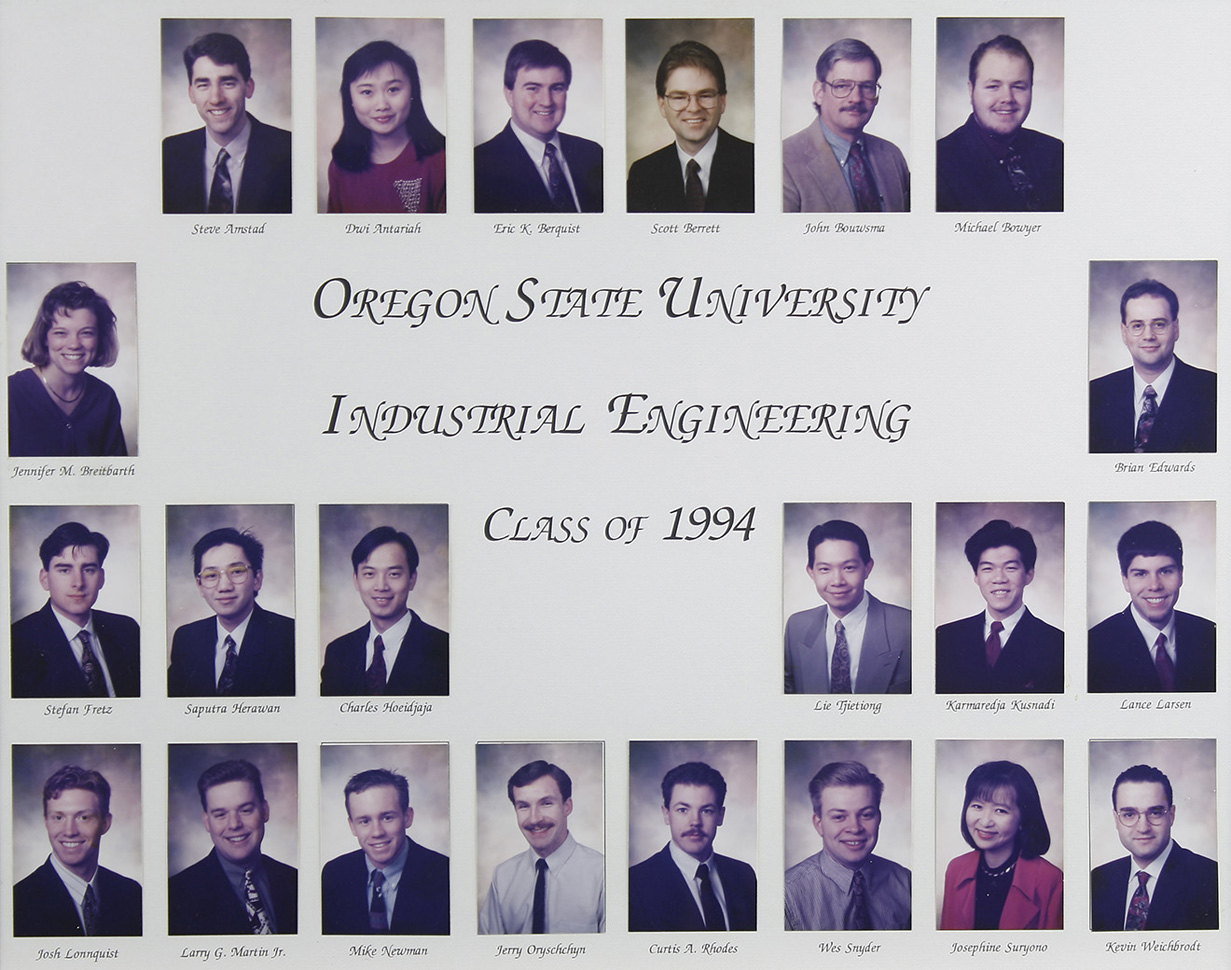 Steve Amstad
Dwi Antariah
Eric K. Berquist
Scott Berrett
John Bouwsma
Michael Bowyer
OREGON STATE UNIVERSITY
INDUSTRIAL ENGINEERING
Jennifer M. Breitbarth
Brian Edwards
CLASS OF 1994
Stefan Fretz
Saputra Herawan
Charles Hoeidjaja
Lie Tjietiong
Karmaredja Kusnadi
Lance Larsen
Josh Lonnquist
Larry G. Martin Jr.
Mike Newman
Jerry Oryschchyn
Curtis A. Rhodes
Wes Snyder
Josephine Suryono
Kevin Weichbrodt